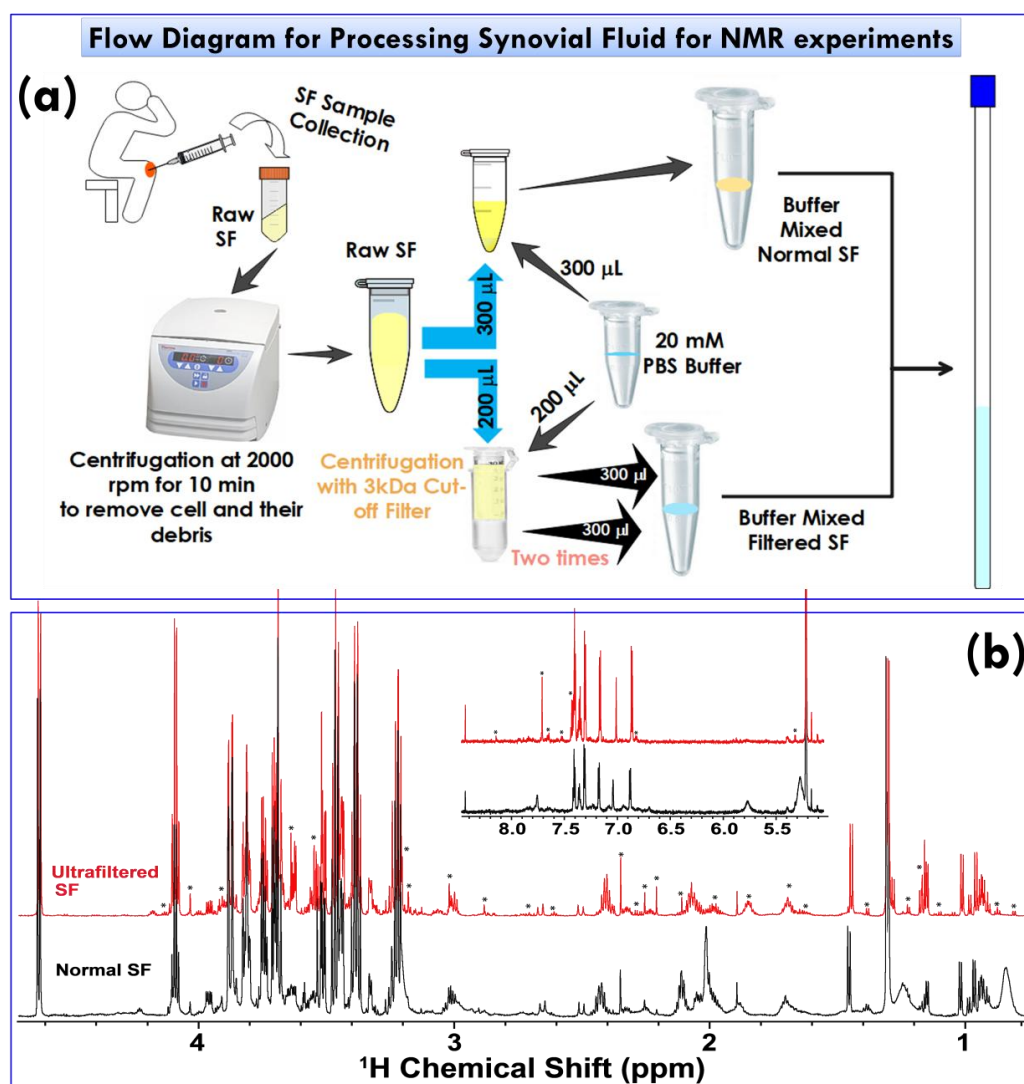 Flow Diagram for Processing Synovial Fluid for NMR experiments
(a)
SF Sample
Collection
Raw
SF
Raw SF
300 µL
200 µL
300 µL
20 mM
PBS Buffer
200 µL
Buffer
Mixed
Normal SF
Centrifugation at 2000
rpm for 10 min
to remove cell and their
debris
Centrifugation
with 3kDa Cut-
off Filter
300 µl
300 µl
Two times
Buffer Mixed
Filtered SF
(b)
8.0 7.5 7.0 6.5 6.0 5.5
Ultrafiltered
SF
Normal SF
4 3 2 1
¹H Chemical Shift (ppm)